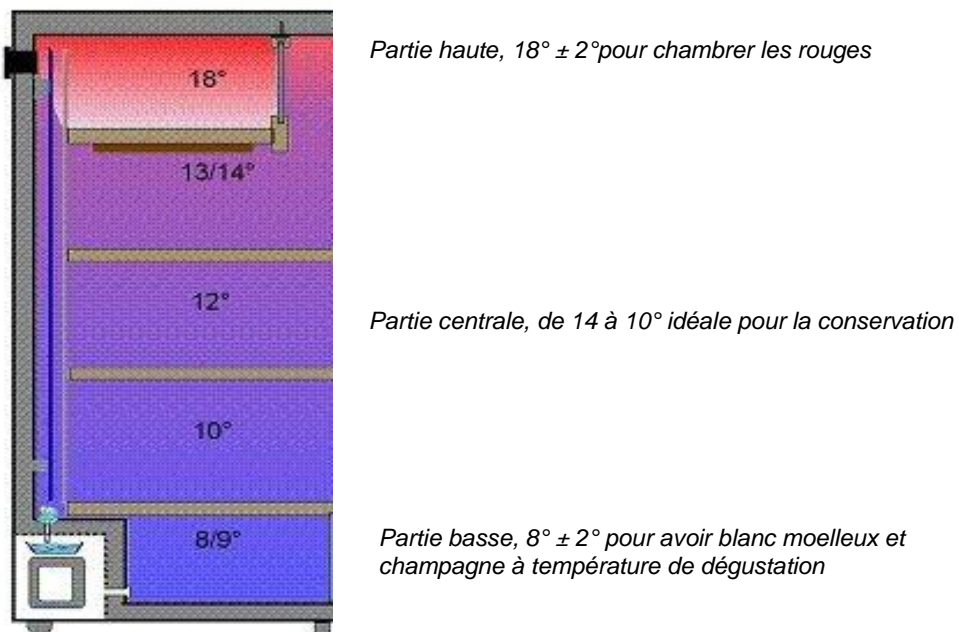 Partie haute, 18° ± 2°pour chambrer les rouges
18°
13/14°
12°
Partie centrale, de 14 à 10° idéale pour la conservation
10°
8/9°
Partie basse, 8° ± 2° pour avoir blanc moelleux et
champagne à température de dégustation